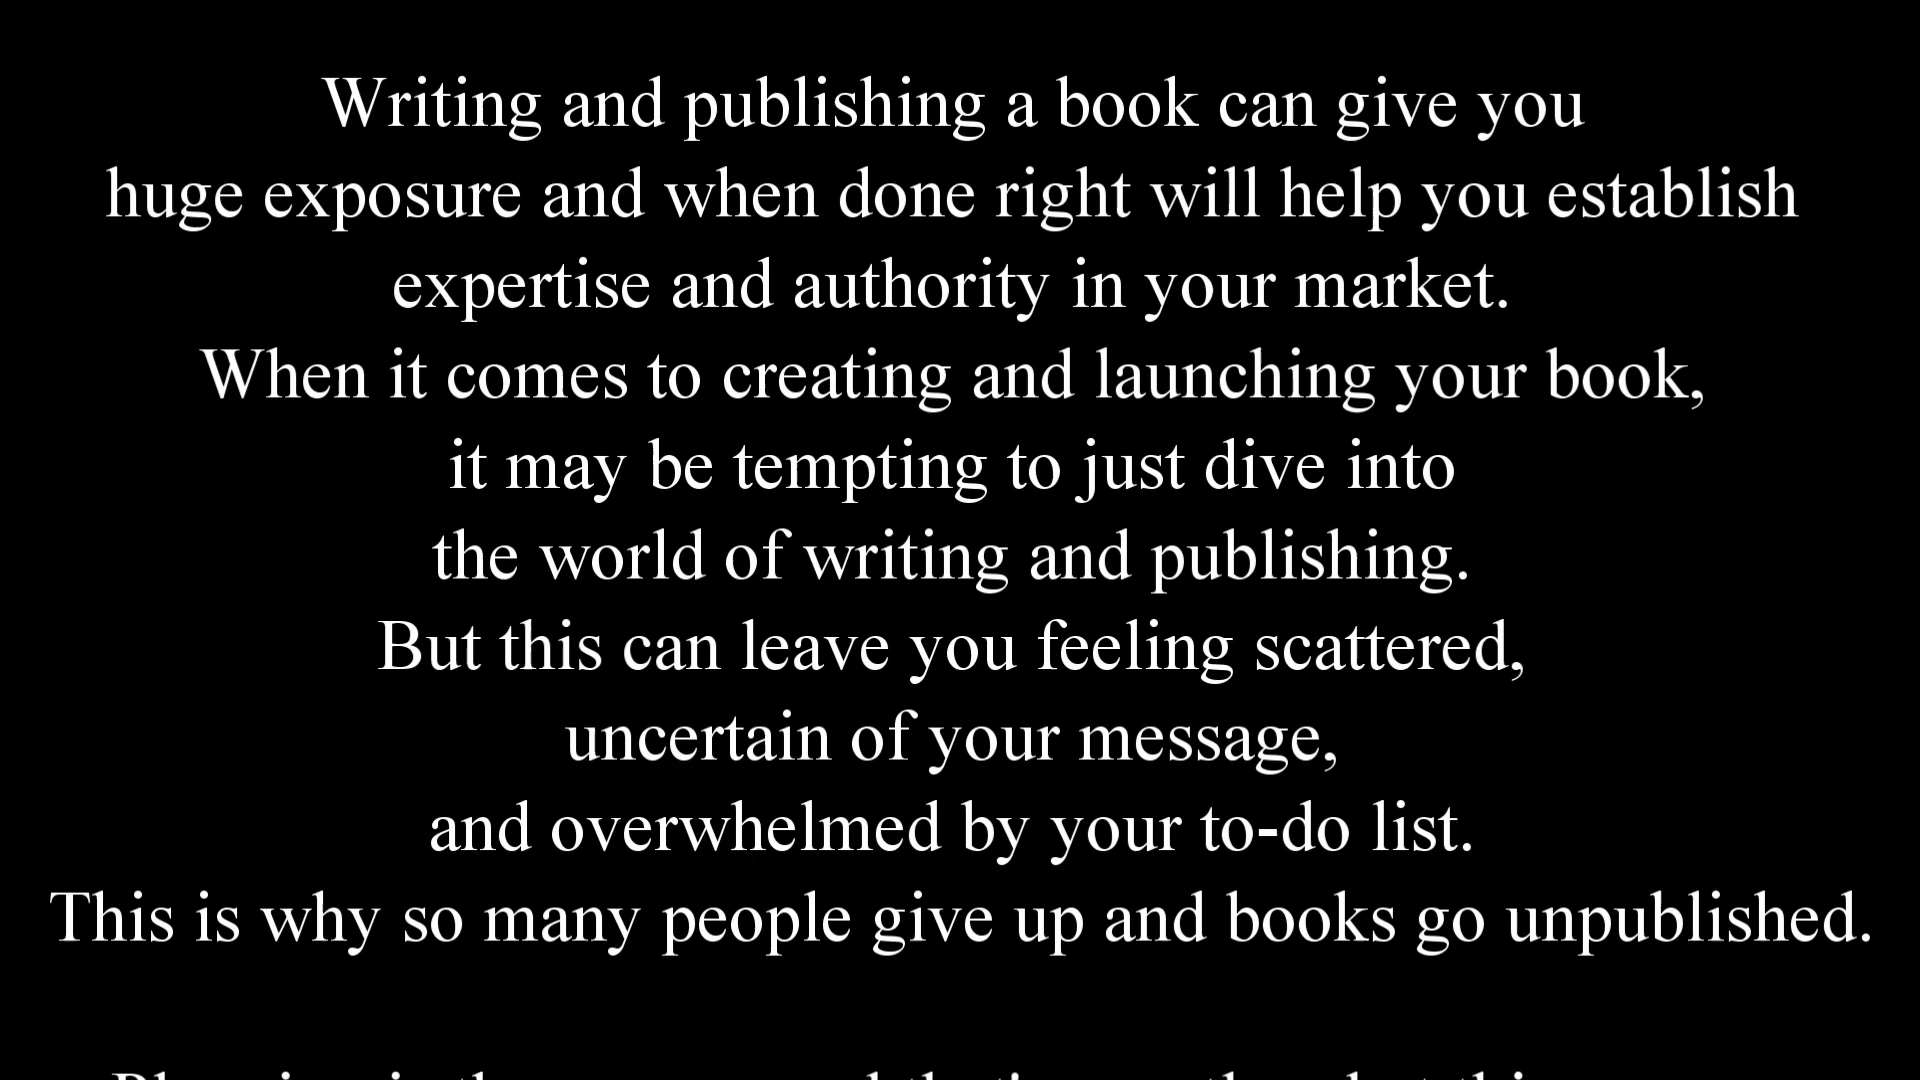 Writing and publishing a book can give you
huge exposure and when done right will help you establish
expertise and authority in your market.
When it comes to creating and launching your book,
it may be tempting to just dive into
the world of writing and publishing.
But this can leave you feeling scattered,
uncertain of your message,
and overwhelmed by your to-do list.
This is why so many people give up and books go unpublished.